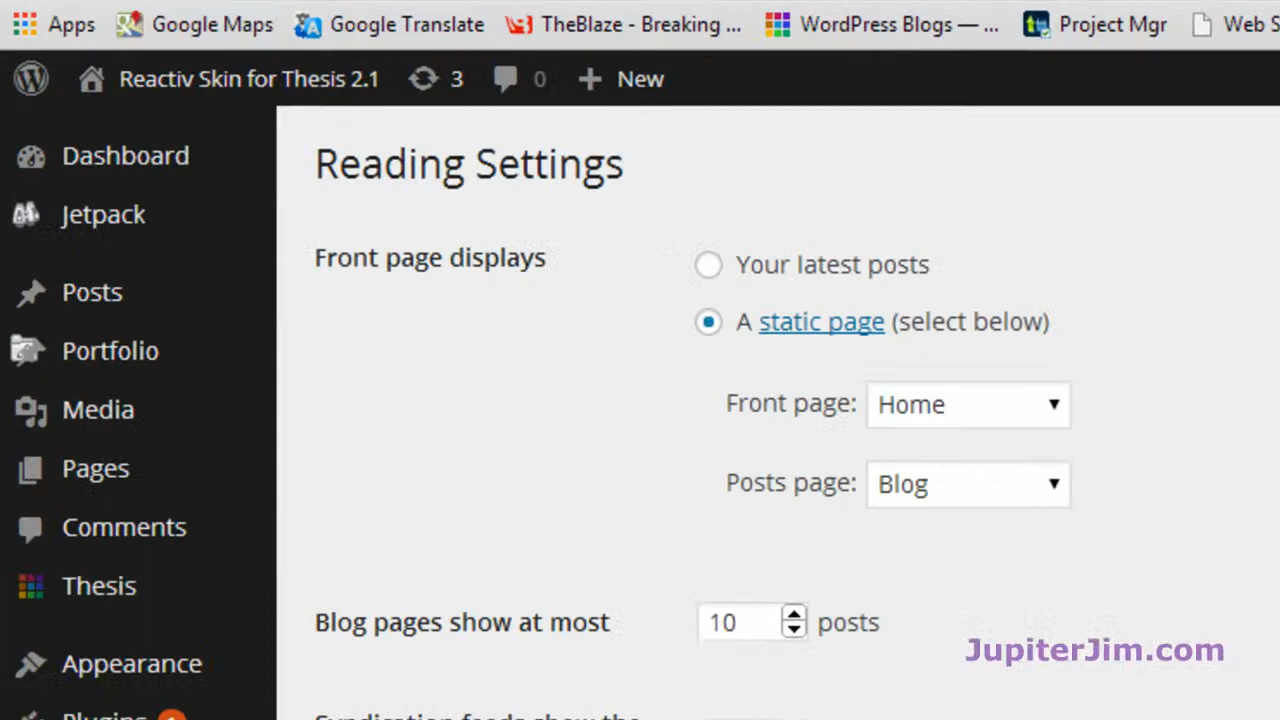 Apps Google Maps Google Translate TheBlaze - Breaking ... WordPress Blogs — ... Project Mgr Web S
Reactiv Skin for Thesis 2.1 3 0 New
Dashboard
Jetpack
Posts
Portfolio
Media
Pages
Comments
Thesis
Appearance
Plugins
Reading Settings
Front page displays
Your latest posts
A static page (select below)
Front page: Home
Posts page: Blog
Blog pages show at most 10 posts
Syndication feeds show the
JupiterJim.com